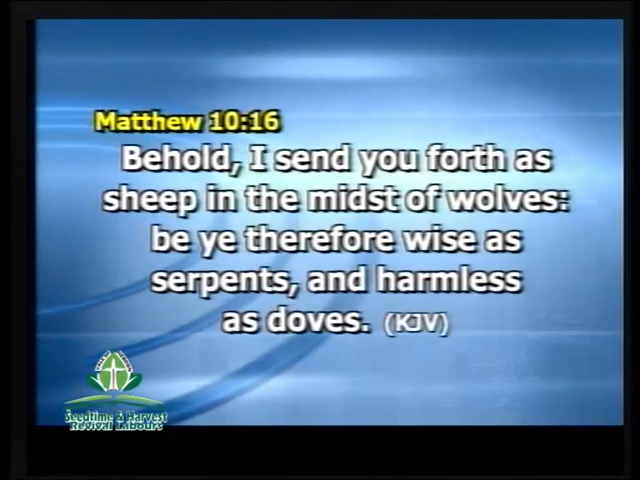 Matthew 10:16
Behold, I send you forth as
sheep in the midst of wolves:
be ye therefore wise as
serpents, and harmless
as doves. (KJV)
Seedtime & Harvest
Revival Labours